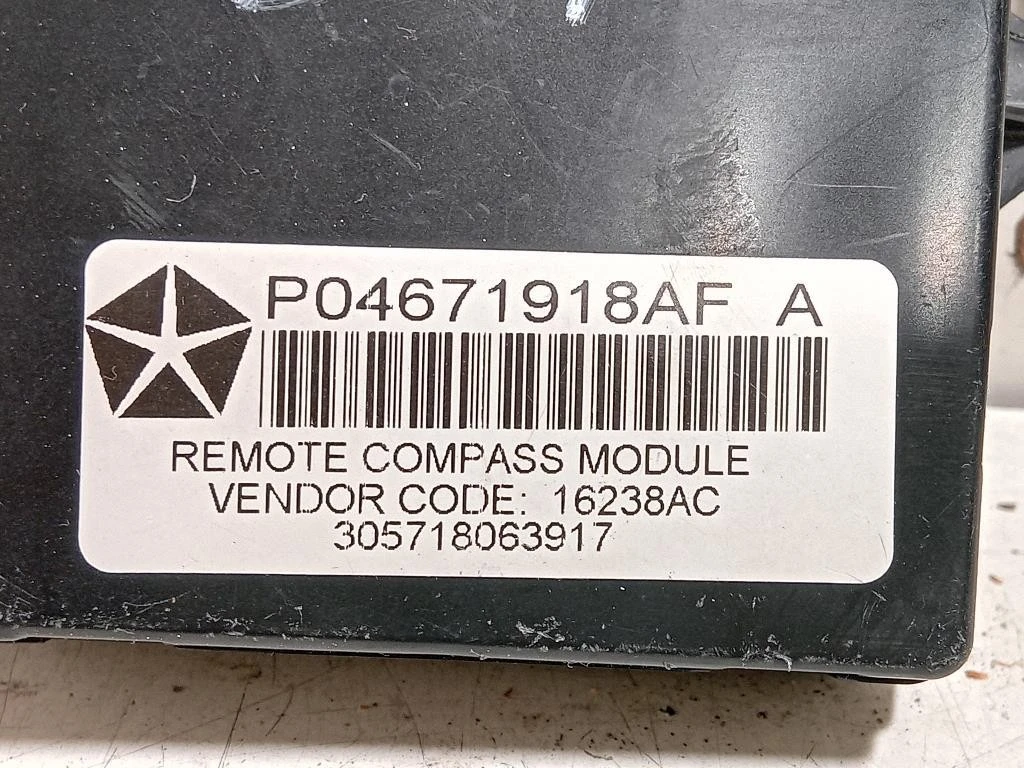 P04671918AF A
REMOTE COMPASS MODULE
VENDOR CODE: 16238AC
305718063917